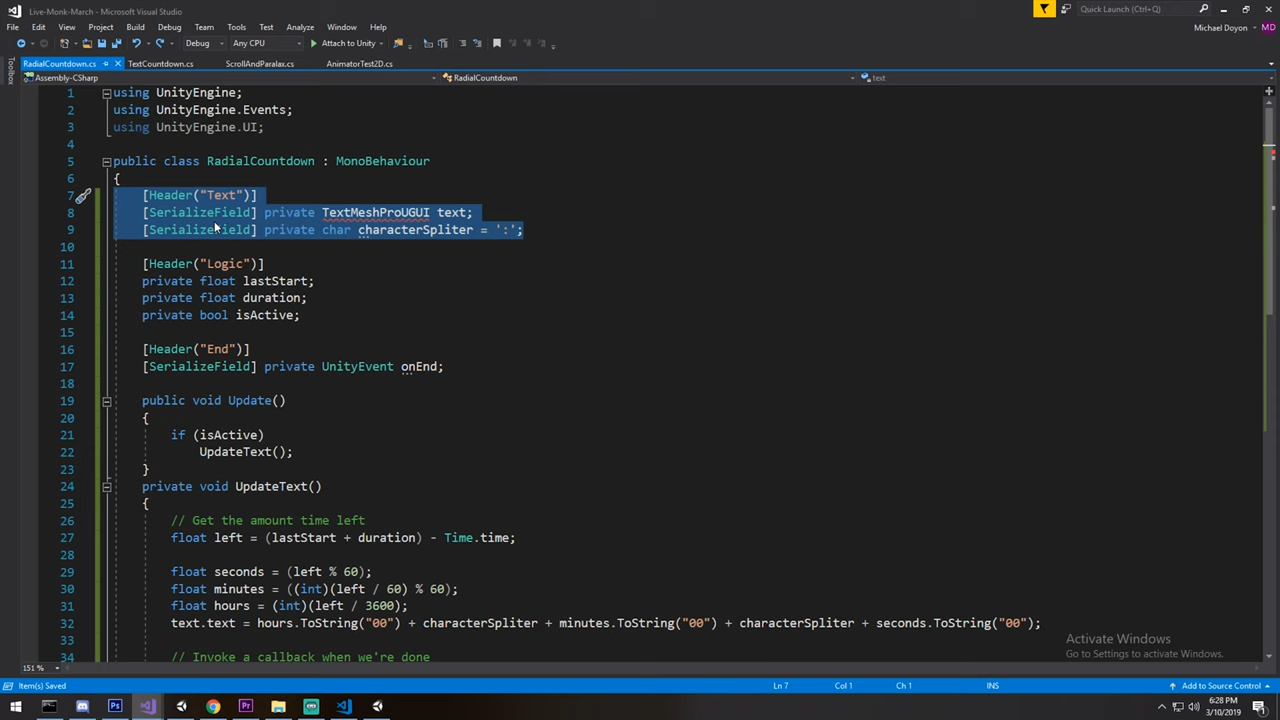 Live-Monk-March - Microsoft Visual Studio
Quick Launch (Ctrl+Q)
File Edit View Project Build Debug Team Tools Test Analyze Window Help
Michael Doyon MD
Debug Any CPU Attach to Unity
Toolbox
RadialCountdown.cs TextCountdown.cs ScrollAndParalax.cs AnimatorTest2D.cs
Assembly-CSharp RadialCountdown text
1 using UnityEngine;
2 using UnityEngine.Events;
3 using UnityEngine.UI;
4
5 public class RadialCountdown : MonoBehaviour
6 {
7 [Header("Text")]
8 [SerializeField] private TextMeshProUGUI text;
9 [SerializeField] private char characterSpliter = ':';
10
11 [Header("Logic")]
12 private float lastStart;
13 private float duration;
14 private bool isActive;
15
16 [Header("End")]
17 [SerializeField] private UnityEvent onEnd;
18
19 public void Update()
20 {
21 if (isActive)
22 UpdateText();
23 }
24 private void UpdateText()
25 {
26 // Get the amount time left
27 float left = (lastStart + duration) - Time.time;
28
29 float seconds = (left % 60);
30 float minutes = ((int)(left / 60) % 60);
31 float hours = (int)(left / 3600);
32 text.text = hours.ToString("00") + characterSpliter + minutes.ToString("00") + characterSpliter + seconds.ToString("00");
33
34 // Invoke a callback when we're done
Activate Windows
Go to Settings to activate Windows.
151 %
Item(s) Saved Ln 7 Col 1 Ch 1 INS Add to Source Control
Ps Pr
6:28 PM
3/10/2019